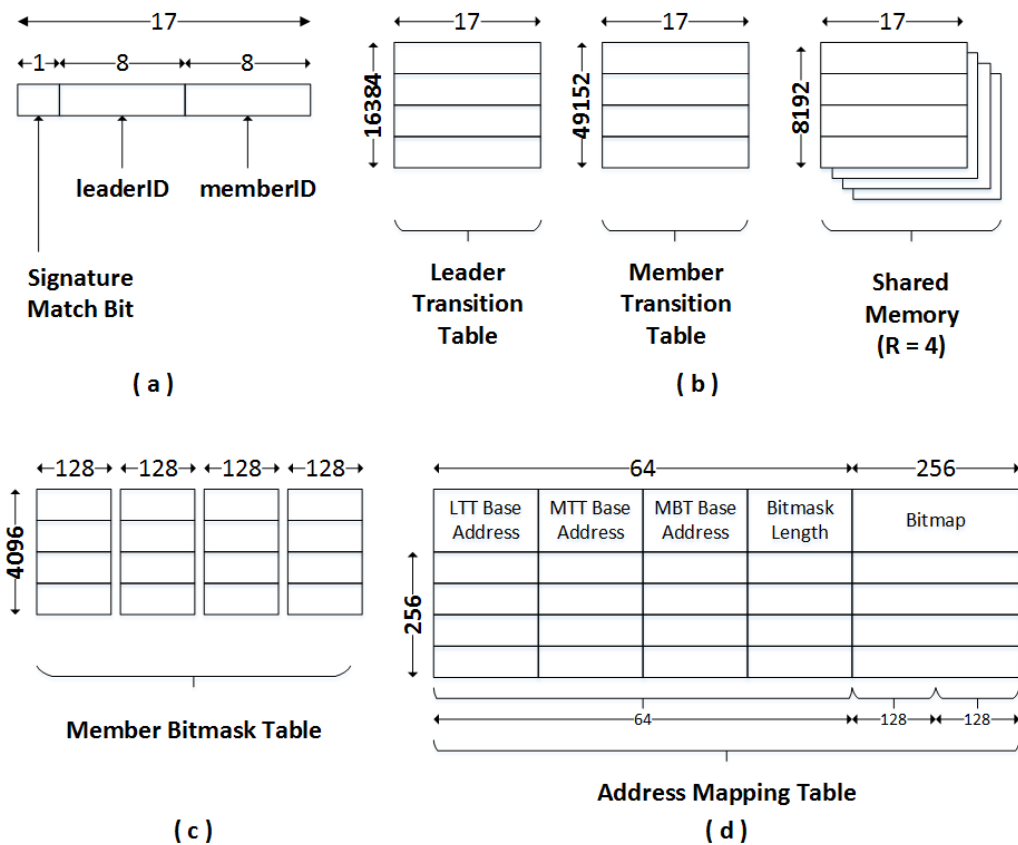 17
1
8
8
leaderID
memberID
Signature
Match Bit
( a )
17
16384
Leader
Transition
Table
17
49152
Member
Transition
Table
17
8192
Shared
Memory
(R = 4)
( b )
128
128
128
128
4096
Member Bitmask Table
( c )
64
256
LTT Base
Address
MTT Base
Address
MBT Base
Address
Bitmask
Length
Bitmap
256
64
128
128
Address Mapping Table
( d )